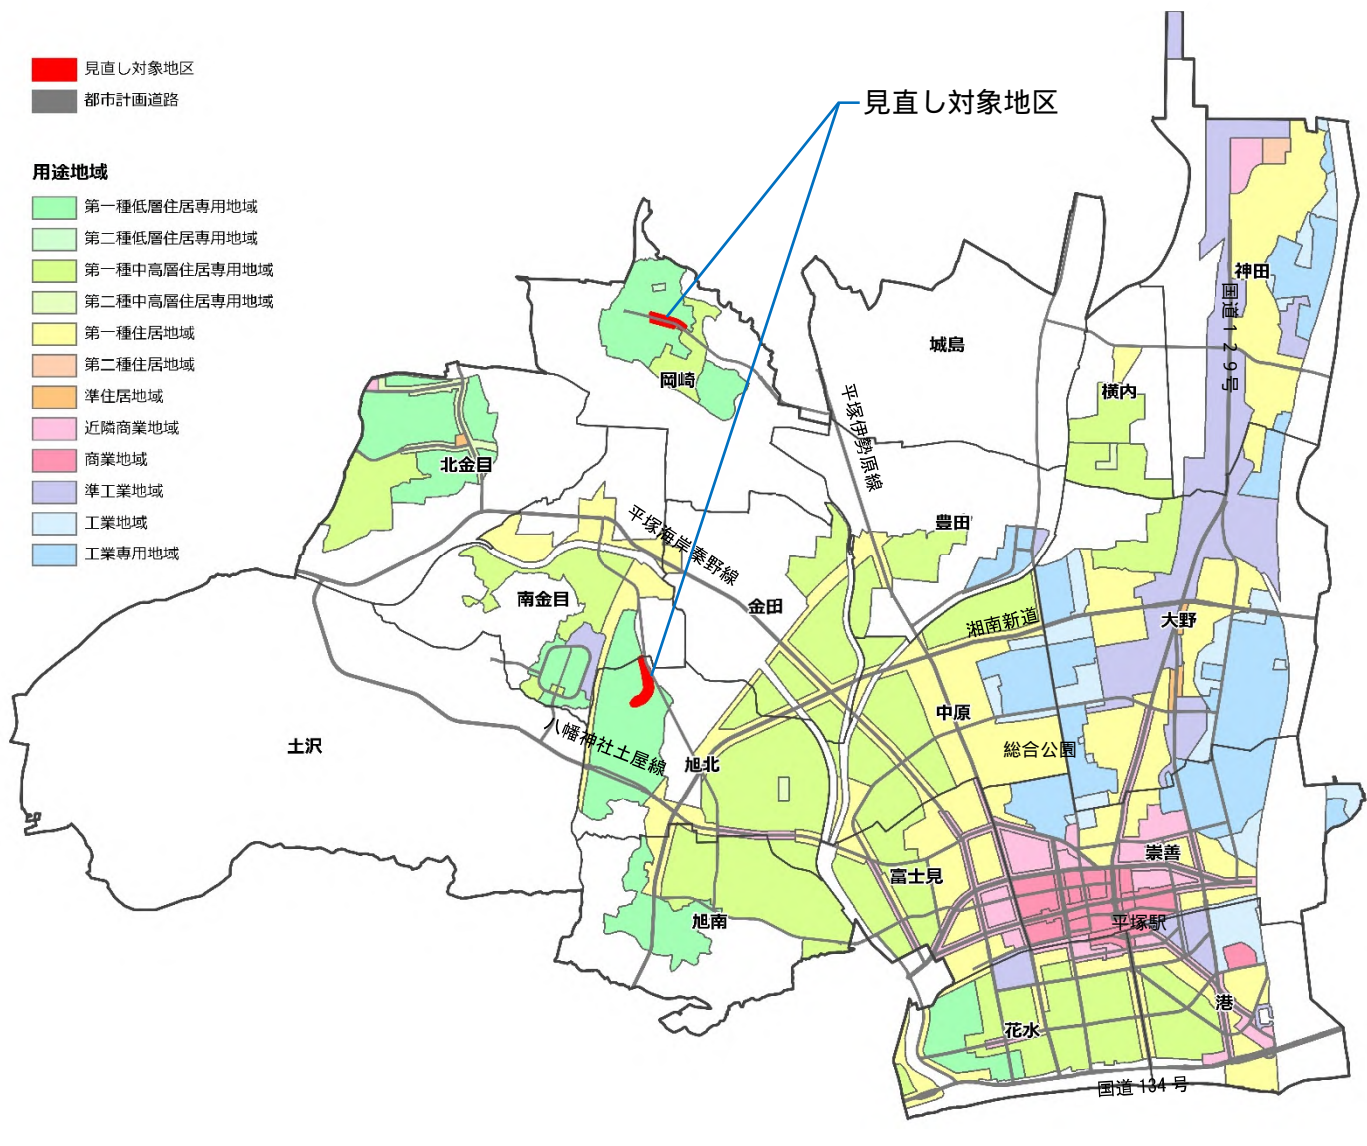 見直し対象地区
都市計画道路
用途地域
第一種低層住居専用地域
第二種低層住居専用地域
第一種中高層住居専用地域
第二種中高層住居専用地域
第一種住居地域
第二種住居地域
準住居地域
近隣商業地域
商業地域
準工業地域
工業地域
工業専用地域
見直し対象地区
神田
国道129号
城島
岡崎
横内
平塚伊勢原線
北金目
豊田
平塚海岸秦野線
南金目
金田
湘南新道
大野
中原
土沢
八幡神社土屋線
旭北
総合公園
崇善
富士見
旭南
平塚駅
港
花水
国道134号